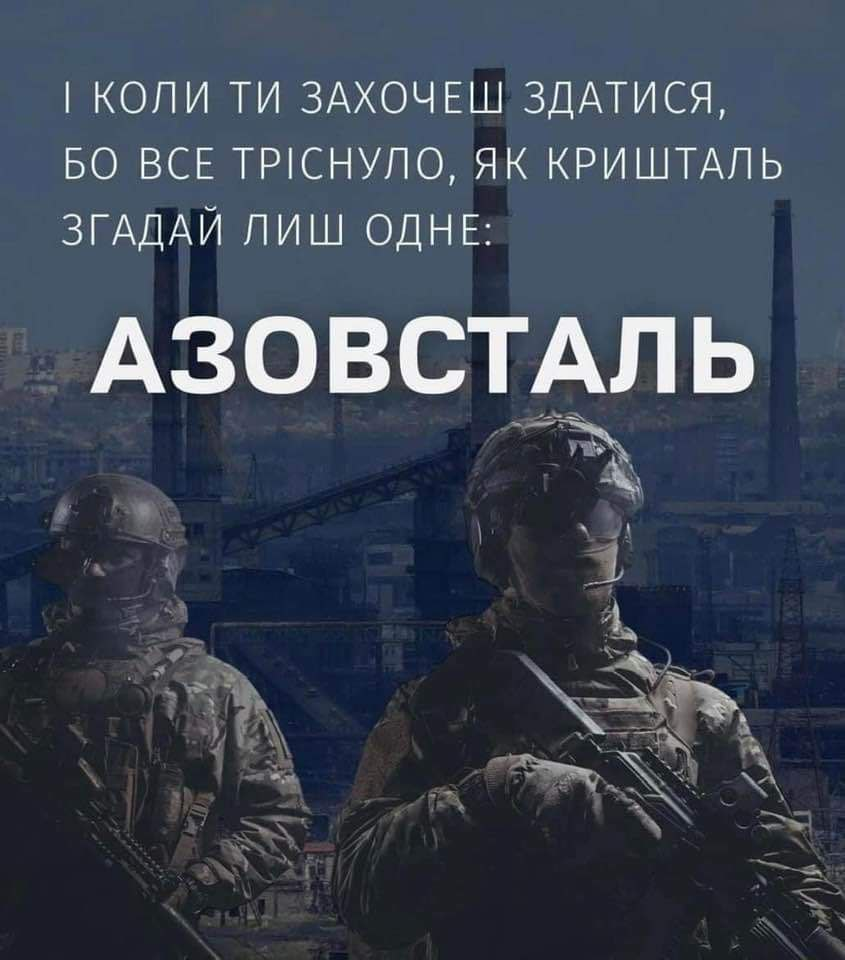 І КОЛИ ТИ ЗАХОЧЕШ ЗДАТИСЯ,
БО ВСЕ ТРІСНУЛО, ЯК КРИШТАЛЬ
ЗГАДАЙ ЛИШ ОДНЕ:
АЗОВСТАЛЬ